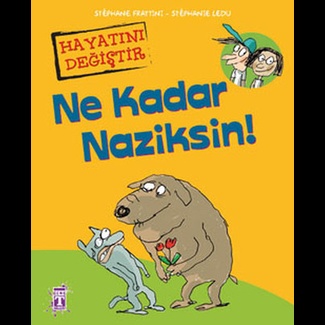 STÉPHANE FRATTINI - STÉPHANIE LEDU
HAYATINI
DEĞİŞTİR
Ne Kadar
Naziksin!